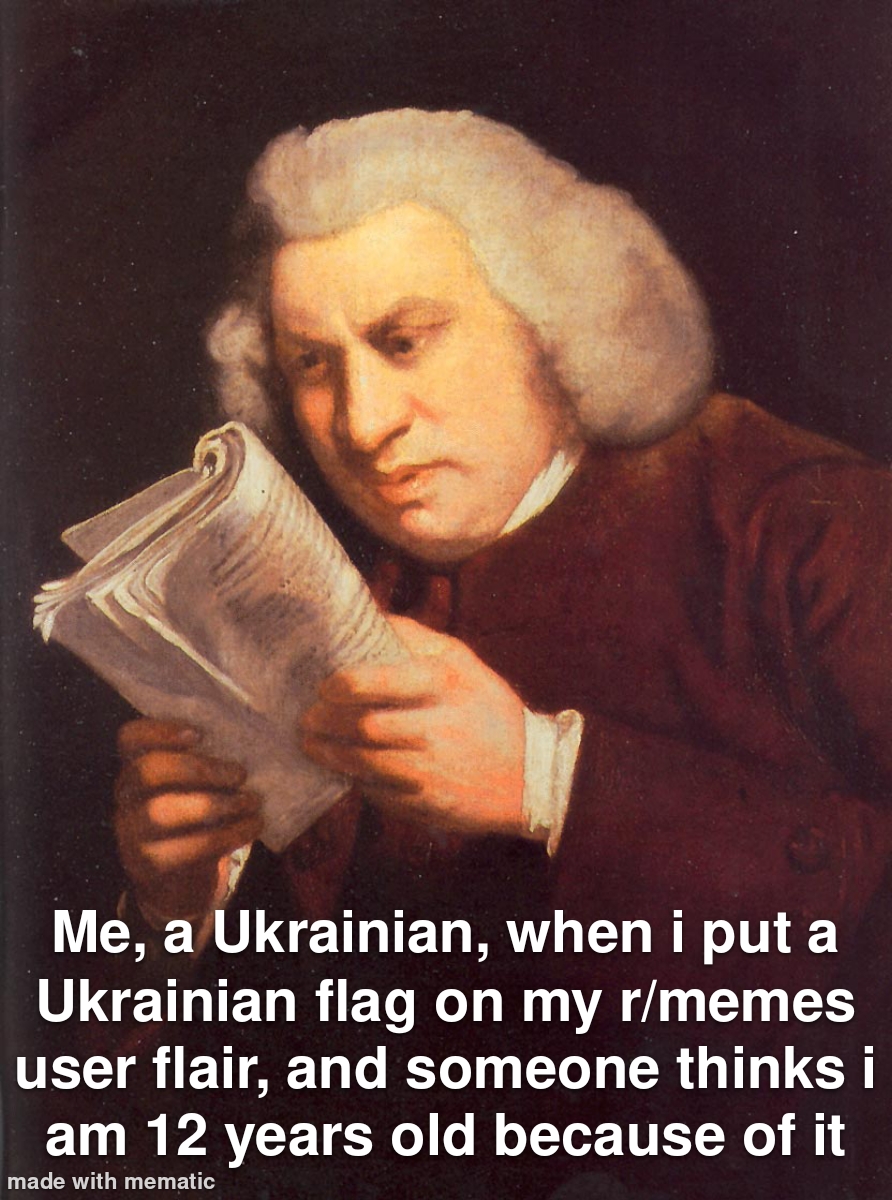 Me, a Ukrainian, when i put a
Ukrainian flag on my r/memes
user flair, and someone thinks i
am 12 years old because of it
made with mematic